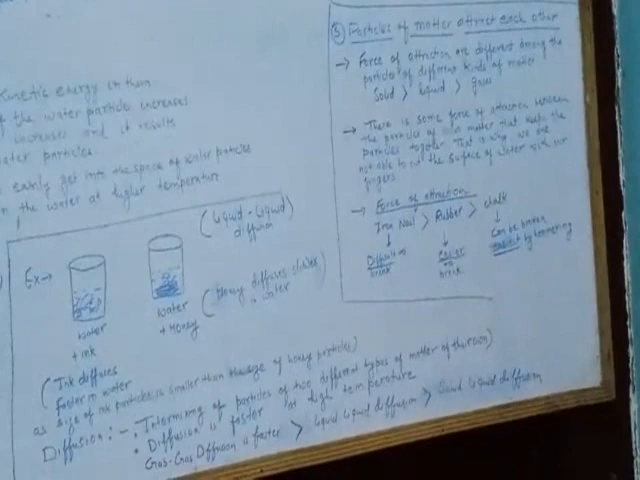 Kinetic energy in them
of the water particles increases
increases and it results
water particles
easily get into the space of water particles
in the water at higher temperature
Ex→
(Liquid - Liquid)
diffusion
water
+ ink
water
+ Honey
(Honey diffuses slower
in water
(Ink diffuses
faster in water
as size of ink particles is smaller than the size of honey particles)
Diffusion : - • Intermixing of particles of two different types of matter of their own)
• Diffusion is faster at high temperature
Gas-Gas Diffusion is faster > Liquid Liquid diffusion > Solid Liquid diffusion
⑤ Particles of matter attract each other
→ Force of attraction are different among the
particles of different kinds of matter
Solid > Liquid > gases
→ There is some force of attraction between
the particles of matter that keeps the
particles together. That is why we are
not able to cut the surface of water with our
fingers
→ Force of attraction
Iron Nail > Rubber > chalk
↓ ↓ ↓
Difficult to
break
Easier
to
break
Can be broken
easily by hammering